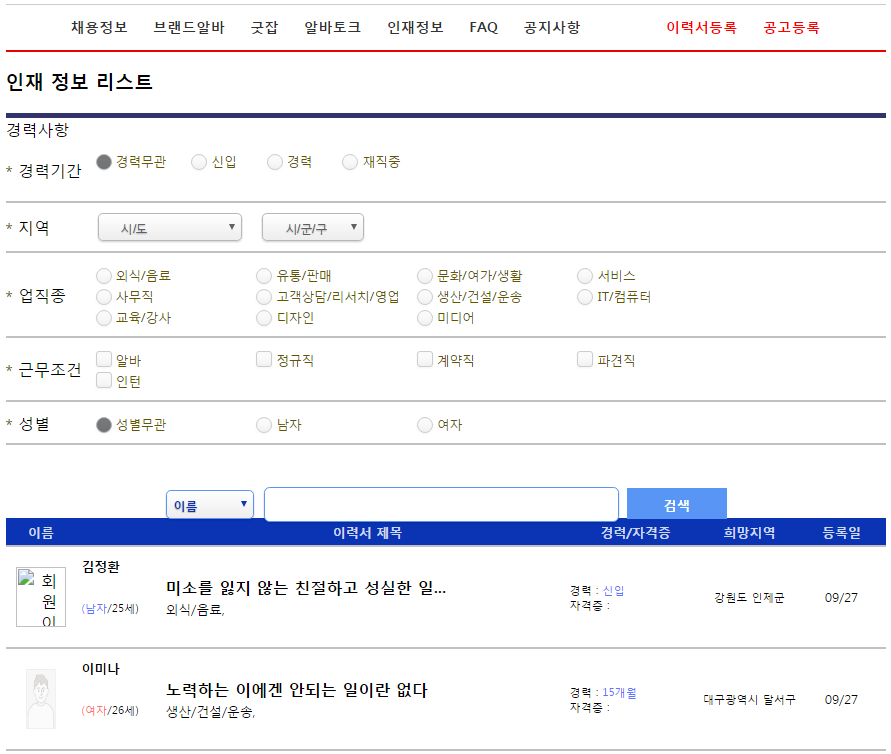 채용정보 브랜드알바 굿잡 알바토크 인재정보 FAQ 공지사항 이력서등록 공고등록
인재 정보 리스트
경력사항
* 경력기간 경력무관 신입 경력 재직중
* 지역 시/도 ▼ 시/군/구 ▼
* 업직종 외식/음료 유통/판매 문화/여가/생활 서비스
사무직 고객상담/리서치/영업 생산/건설/운송 IT/컴퓨터
교육/강사 디자인 미디어
* 근무조건 알바 정규직 계약직 파견직
인턴
* 성별 성별무관 남자 여자
이름 ▼ 검색
이름 이력서 제목 경력/자격증 희망지역 등록일
회원이
김정환
(남자/25세)
미소를 잃지 않는 친절하고 성실한 일...
외식/음료,
경력 : 신입
자격증 :
강원도 인제군
09/27
이미나
(여자/26세)
노력하는 이에겐 안되는 일이란 없다
생산/건설/운송,
경력 : 15개월
자격증 :
대구광역시 달서구
09/27